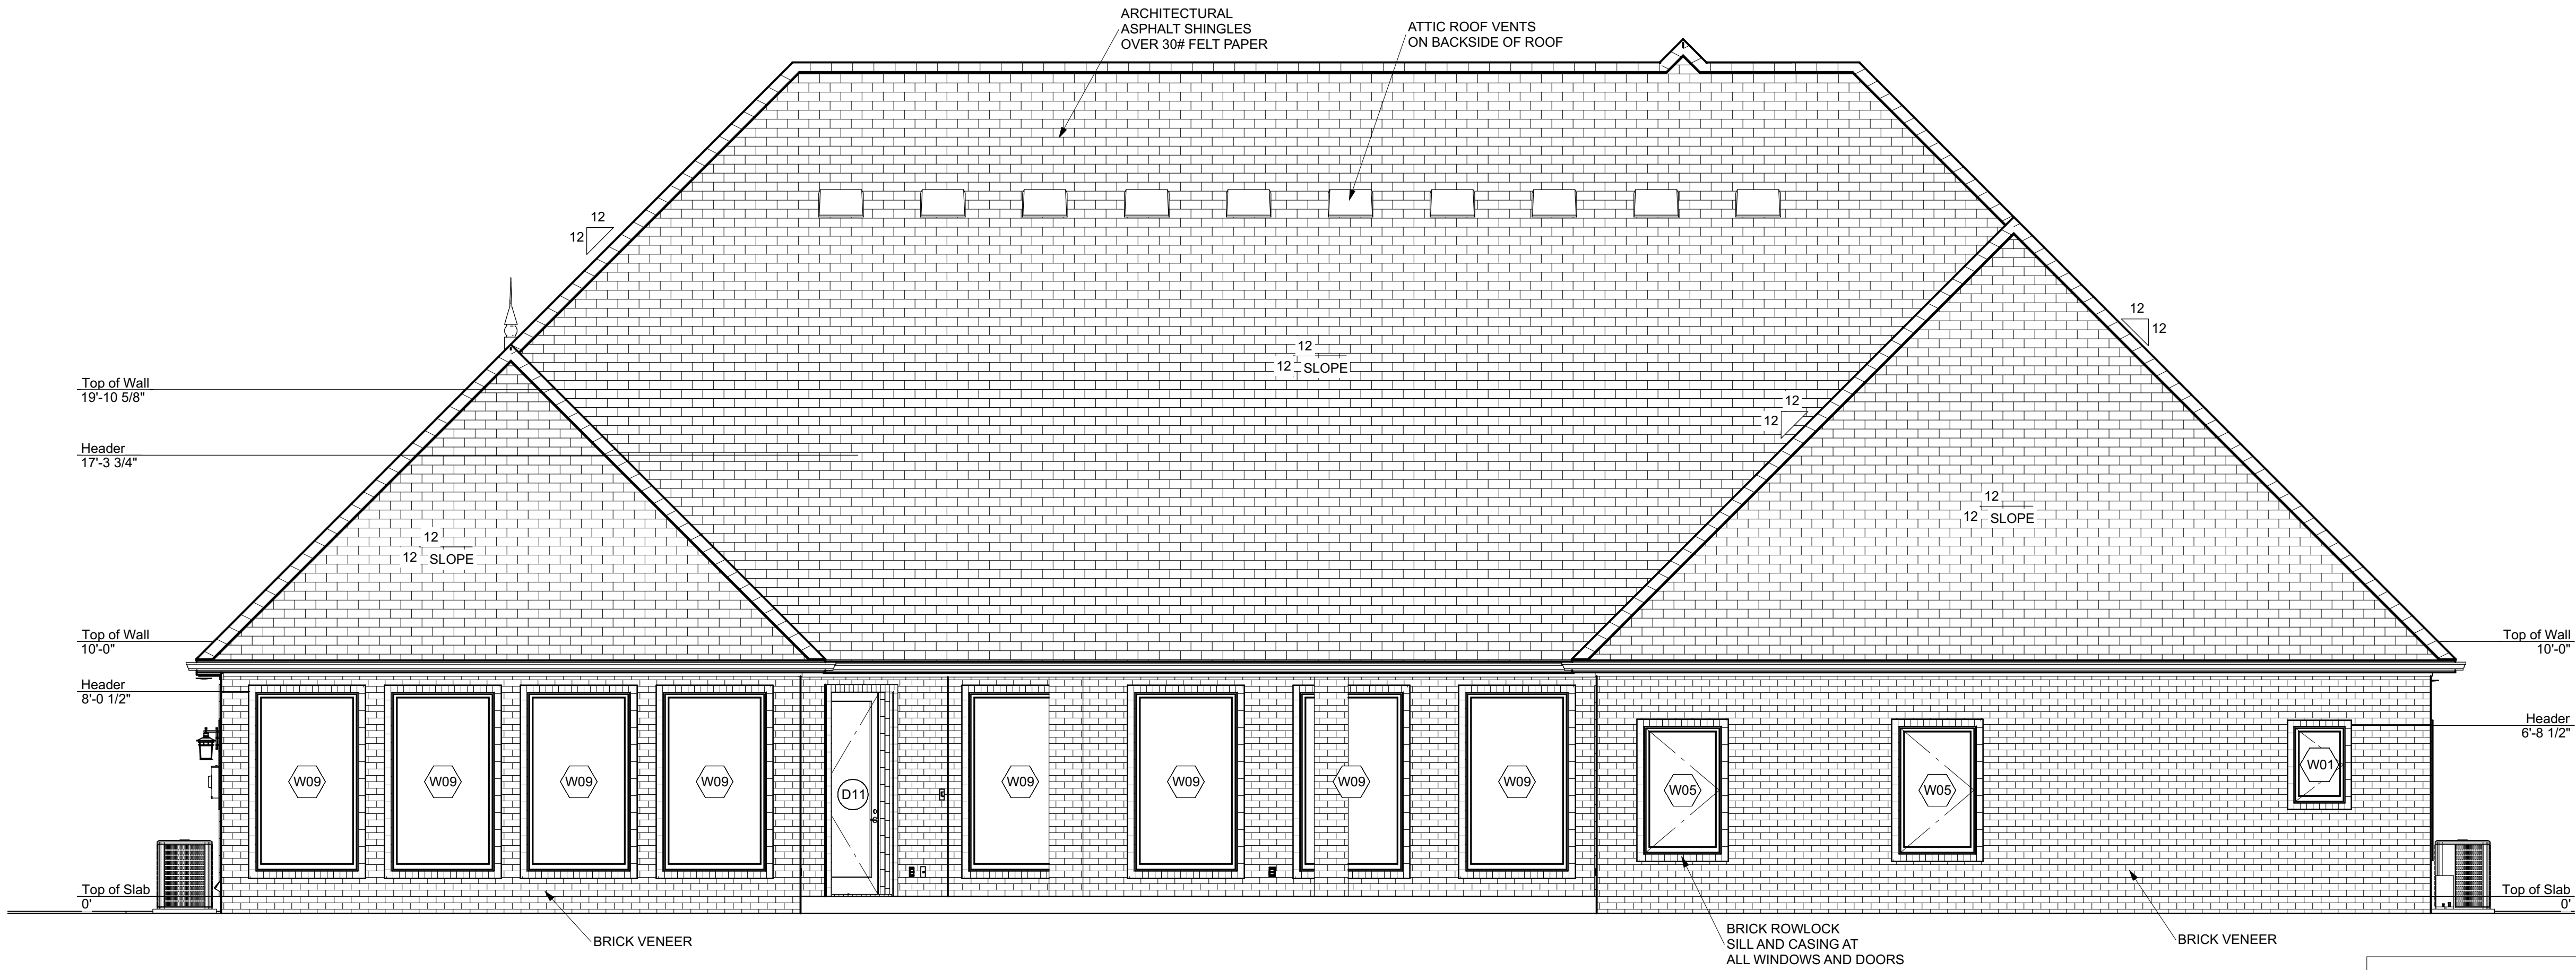 ARCHITECTURAL
ASPHALT SHINGLES
OVER 30# FELT PAPER
ATTIC ROOF VENTS
ON BACKSIDE OF ROOF
12
12
12
12
12
12 SLOPE
Top of Wall
19'-10 5/8"
12
12
Header
17'-3 3/4"
12
12 SLOPE
12
12 SLOPE
Top of Wall
10'-0"
Top of Wall
10'-0"
Header
8'-0 1/2"
Header
6'-8 1/2"
W09
W09
W09
W09
D11
W09
W09
W09
W09
W05
W05
W01
Top of Slab
0'
Top of Slab
0'
BRICK VENEER
BRICK ROWLOCK
SILL AND CASING AT
ALL WINDOWS AND DOORS
BRICK VENEER